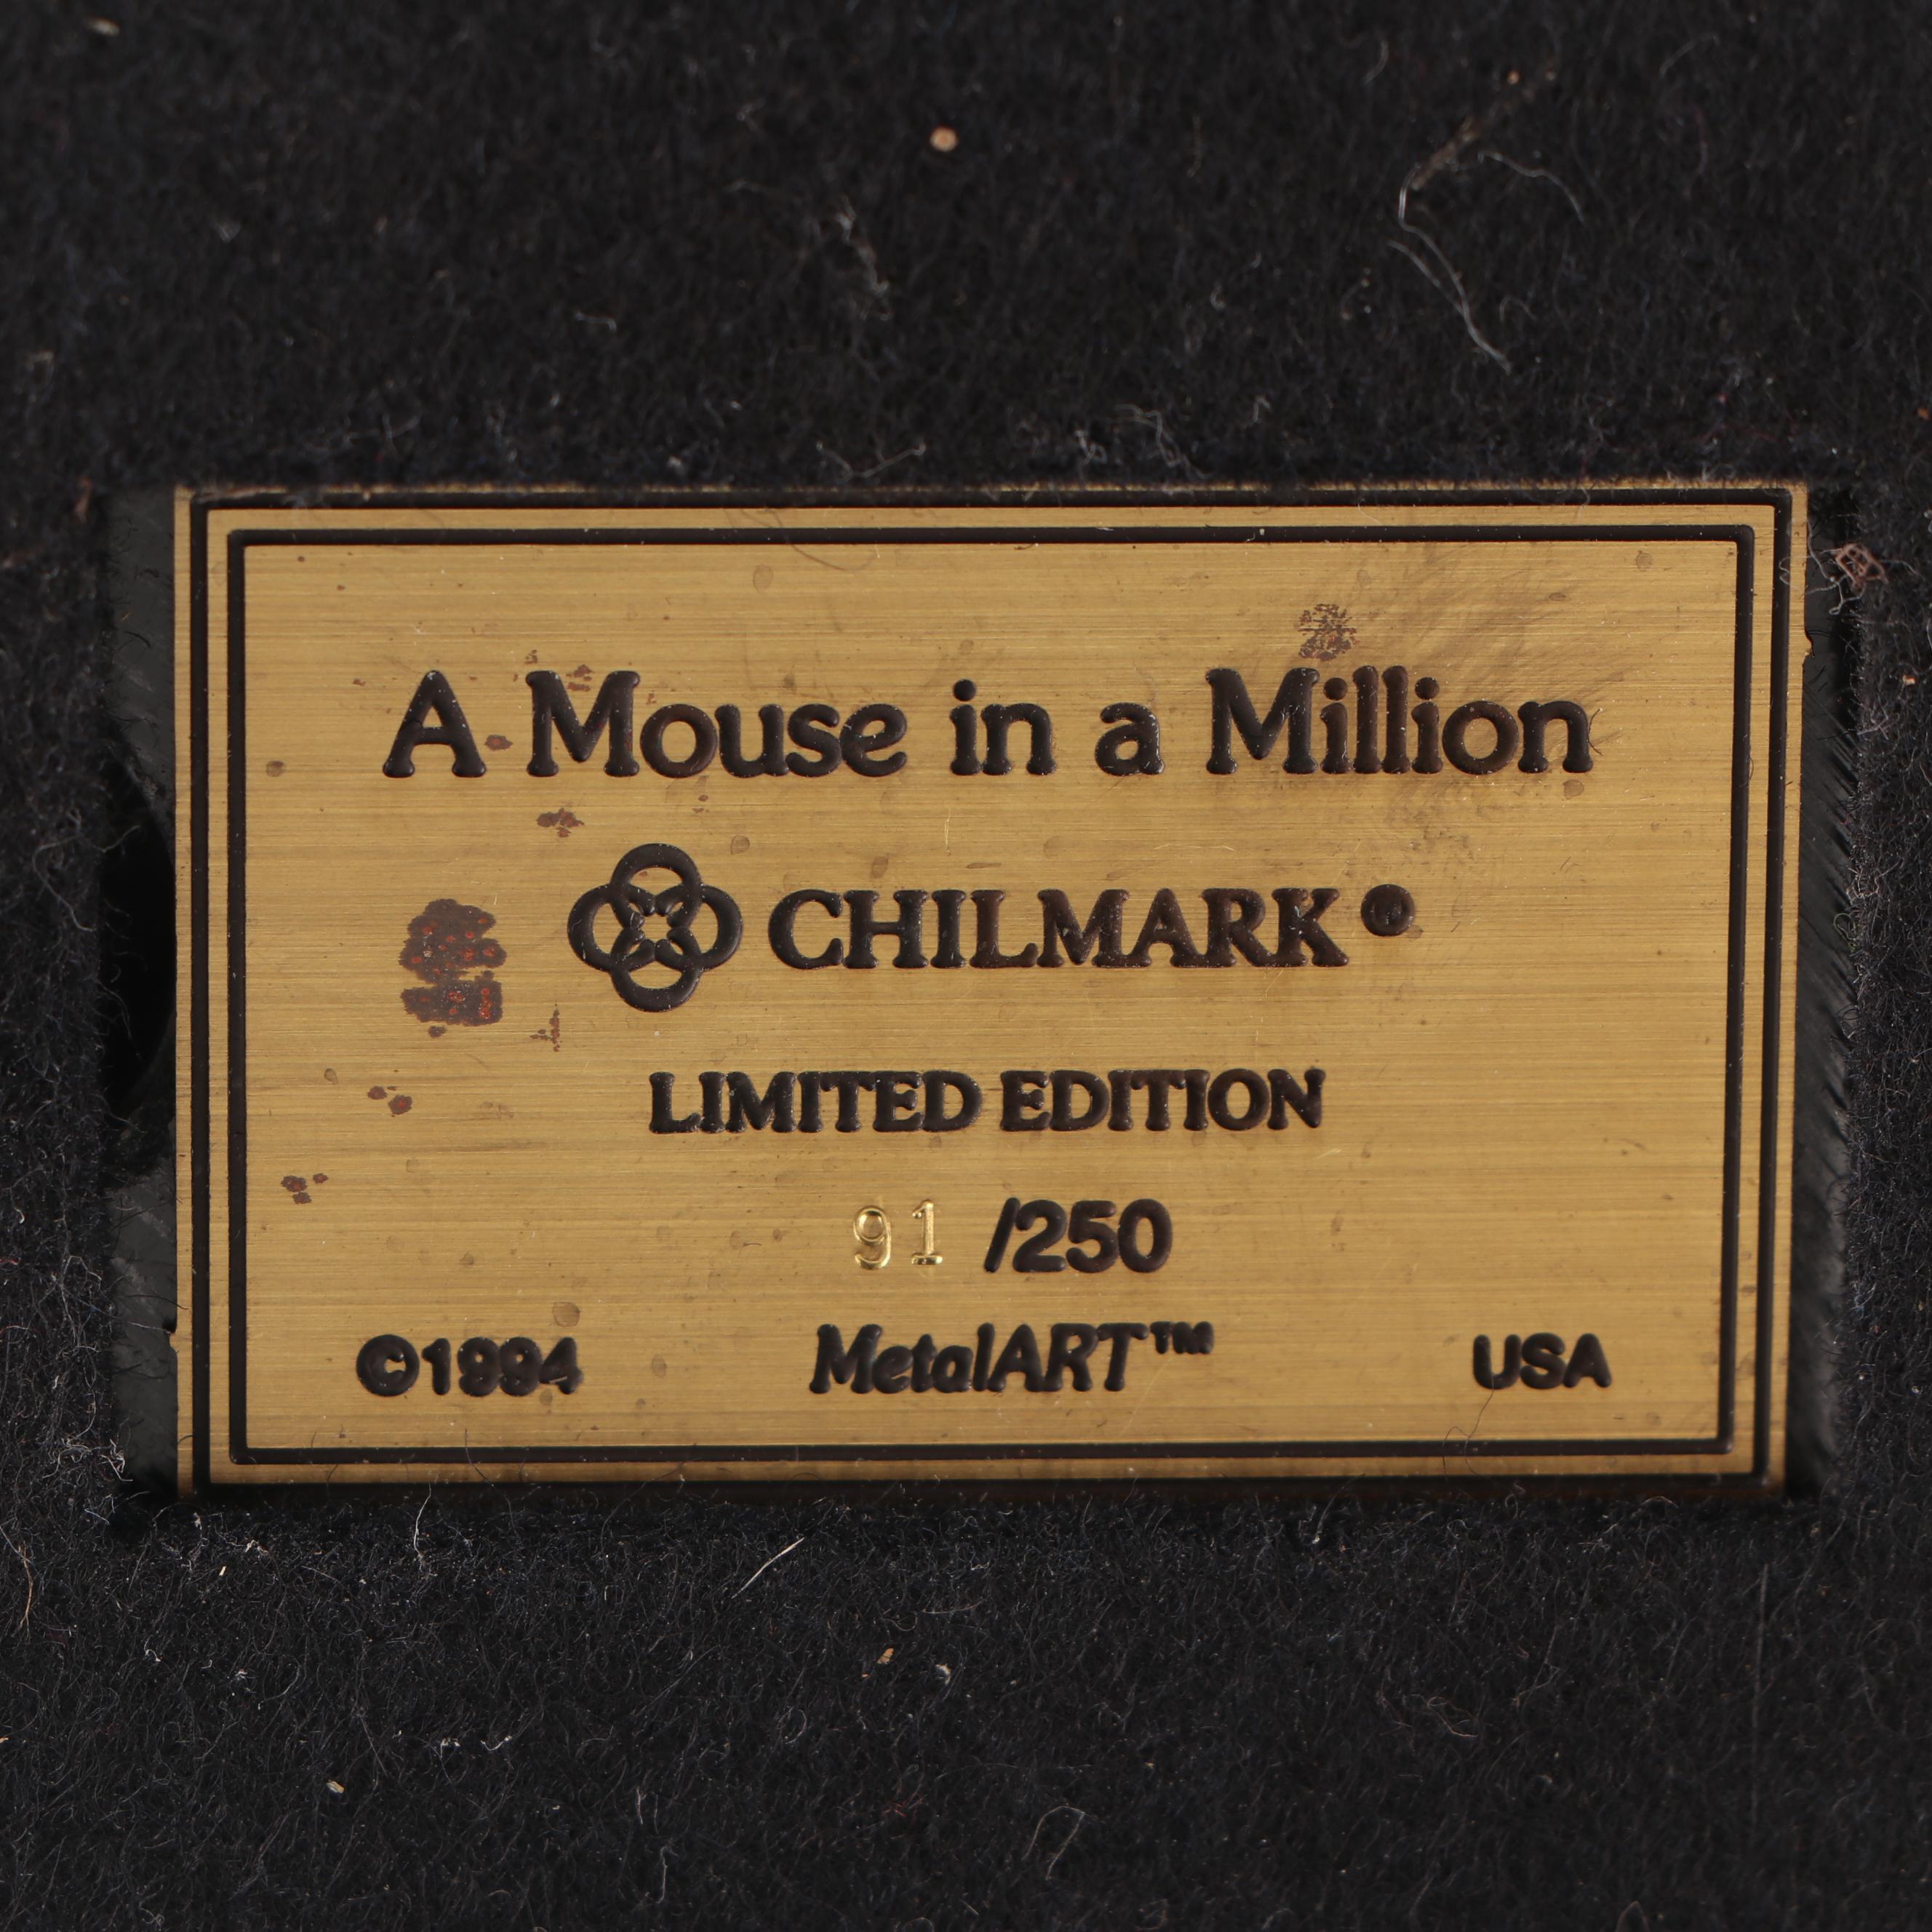 A Mouse in a Million
CHILMARK®
LIMITED EDITION
91 /250
©1994 MetalART™ USA